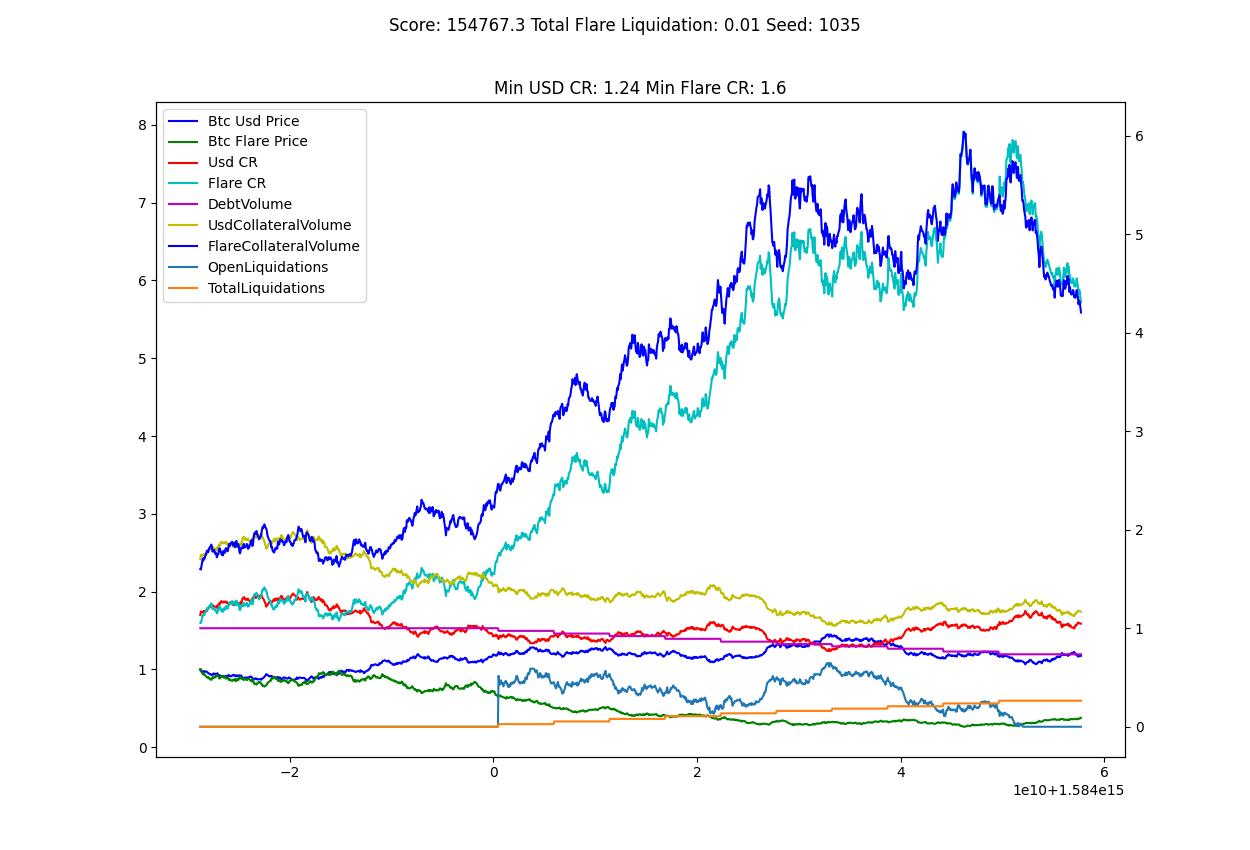 Score: 154767.3 Total Flare Liquidation: 0.01 Seed: 1035
Min USD CR: 1.24 Min Flare CR: 1.6
Btc Usd Price
Btc Flare Price
Usd CR
Flare CR
DebtVolume
UsdCollateralVolume
FlareCollateralVolume
OpenLiquidations
TotalLiquidations
8
7
6
5
4
3
2
1
0
6
5
4
3
2
1
0
−2
0
2
4
6
1e10+1.584e15